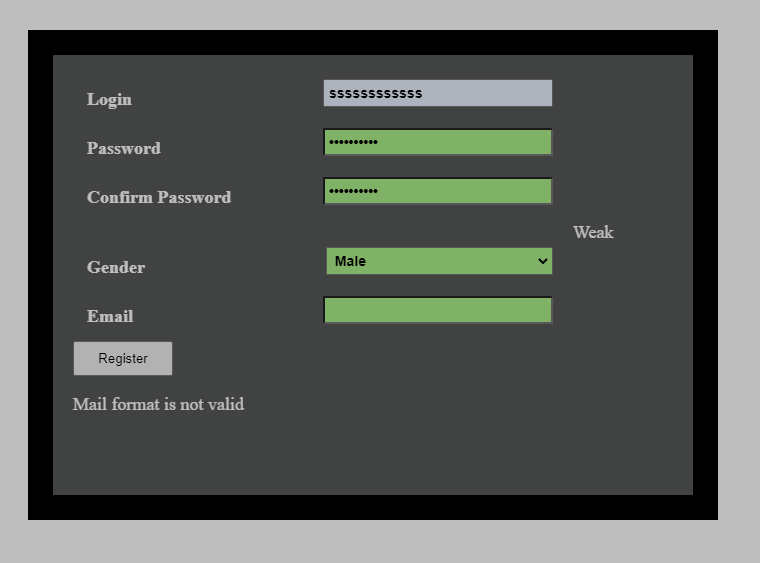 Login
ssssssssssss
Password
••••••••••
Confirm Password
••••••••••
Weak
Gender
Male
Email
Register
Mail format is not valid